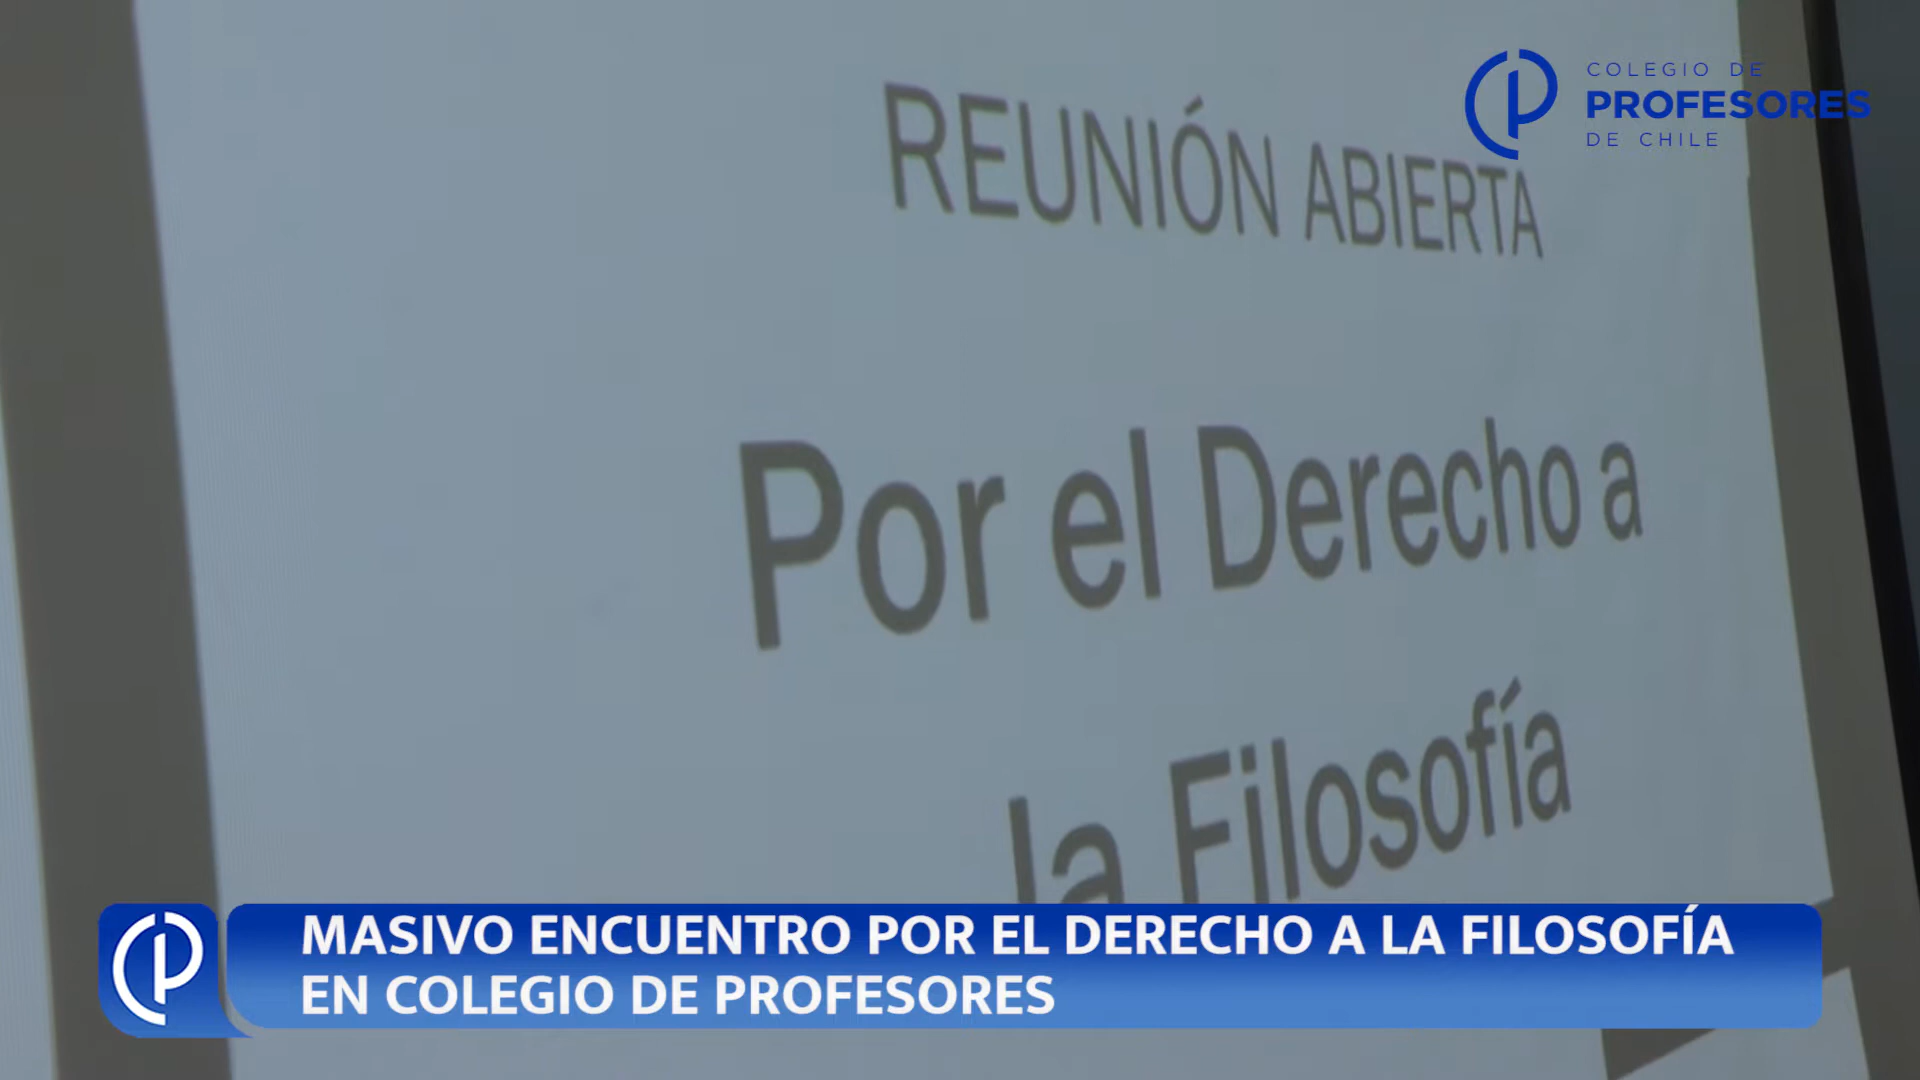 COLEGIO DE
PROFESORES
DE CHILE
REUNIÓN ABIERTA
Por el Derecho a
la Filosofía
MASIVO ENCUENTRO POR EL DERECHO A LA FILOSOFÍA
EN COLEGIO DE PROFESORES